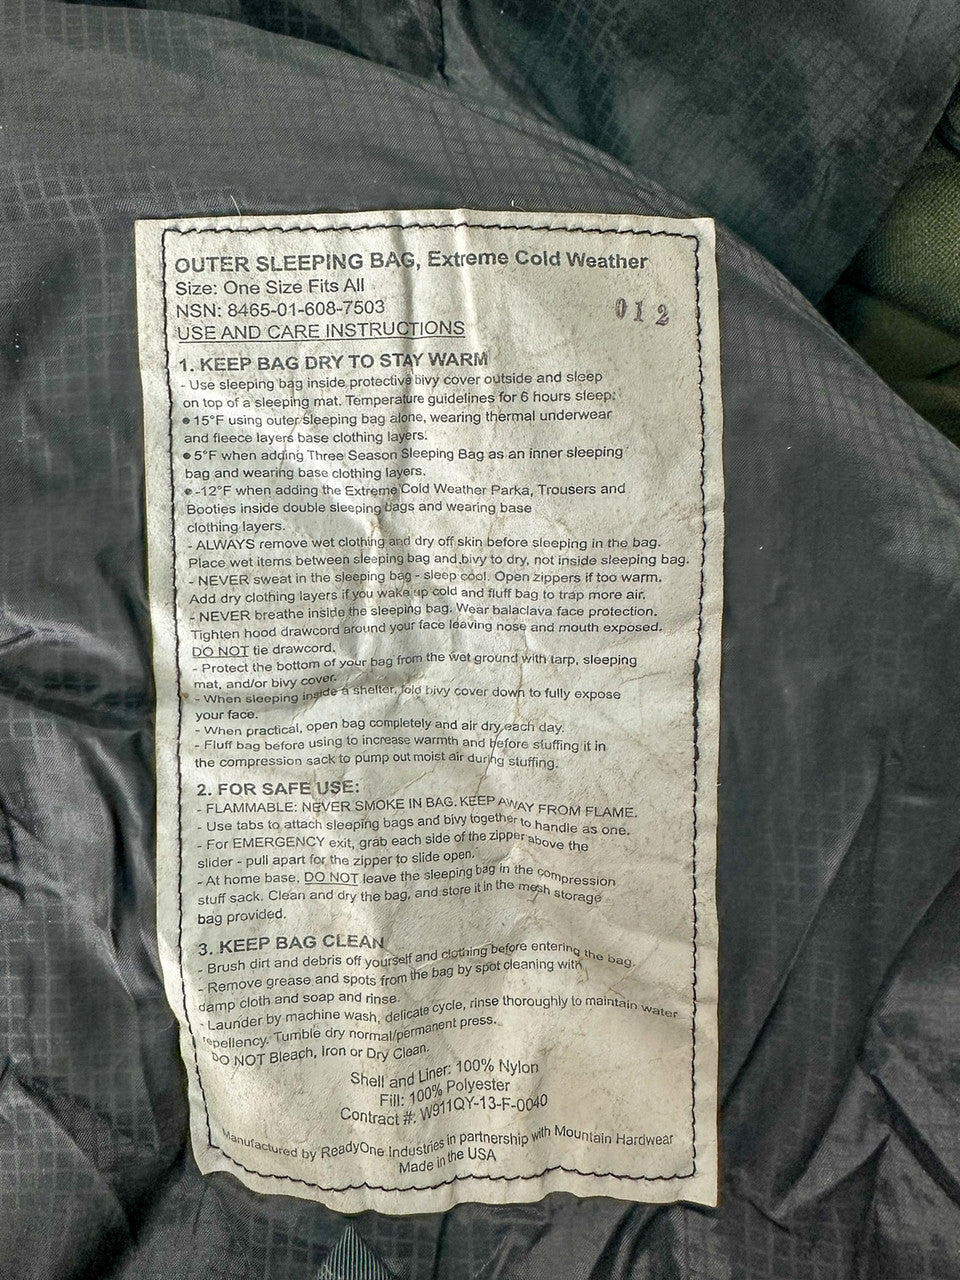 OUTER SLEEPING BAG, Extreme Cold Weather
Size: One Size Fits All
NSN: 8465-01-608-7503
012
USE AND CARE INSTRUCTIONS
1. KEEP BAG DRY TO STAY WARM
- Use sleeping bag inside protective bivy cover outside and sleep
on top of a sleeping mat. Temperature guidelines for 6 hours sleep:
● 15°F using outer sleeping bag alone, wearing thermal underwear
and fleece layers base clothing layers.
● 5°F when adding Three Season Sleeping Bag as an inner sleeping
bag and wearing base clothing layers.
● -12°F when adding the Extreme Cold Weather Parka, Trousers and
Booties inside double sleeping bags and wearing base
clothing layers.
- ALWAYS remove wet clothing and dry off skin before sleeping in the bag.
Place wet items between sleeping bag and bivy to dry, not inside sleeping bag.
- NEVER sweat in the sleeping bag - sleep cool. Open zippers if too warm.
Add dry clothing layers if you wake up cold and fluff bag to trap more air.
- NEVER breathe inside the sleeping bag. Wear balaclava face protection.
Tighten hood drawcord around your face leaving nose and mouth exposed.
DO NOT tie drawcord.
- Protect the bottom of your bag from the wet ground with tarp, sleeping
mat, and/or bivy cover.
- When sleeping inside a shelter, fold bivy cover down to fully expose
your face.
- When practical, open bag completely and air dry each day.
- Fluff bag before using to increase warmth and before stuffing it in
the compression sack to pump out moist air during stuffing.
2. FOR SAFE USE:
- FLAMMABLE: NEVER SMOKE IN BAG. KEEP AWAY FROM FLAME.
- Use tabs to attach sleeping bags and bivy together to handle as one.
- For EMERGENCY exit, grab each side of the zipper above the
slider - pull apart for the zipper to slide open.
- At home base, DO NOT leave the sleeping bag in the compression
stuff sack. Clean and dry the bag, and store it in the mesh storage
bag provided.
3. KEEP BAG CLEAN
- Brush dirt and debris off yourself and clothing before entering the bag.
- Remove grease and spots from the bag by spot cleaning with
damp cloth and soap and rinse.
- Launder by machine wash, delicate cycle, rinse thoroughly to maintain water
repellency. Tumble dry normal/permanent press.
DO NOT Bleach, Iron or Dry Clean.
Shell and Liner: 100% Nylon
Fill: 100% Polyester
Contract #: W911QY-13-F-0040
Manufactured by ReadyOne Industries in partnership with Mountain Hardwear
Made in the USA